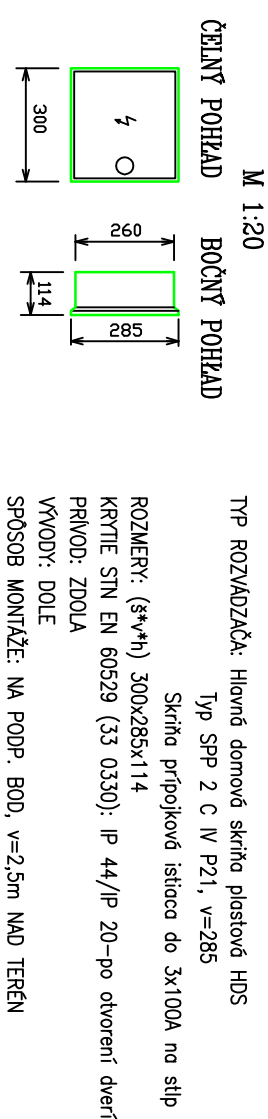 M 1:20
ČELNÝ POHĽAD
BOČNÝ POHĽAD
300
260
114
285
TYP ROZVÁDZAČA: Hlavná domová skriňa plastová HDS
Typ SPP 2 C IV P21, v=285
Skriňa prípojková istiaca do 3x100A na stĺp
ROZMERY: (š*v*h) 300x285x114
KRYTIE STN EN 60529 (33 0330): IP 44/IP 20-po otvorení dverí
PRÍVOD: ZDOLA
VÝVODY: DOLE
SPÔSOB MONTÁŽE: NA PODP. BOD, v=2,5m NAD TERÉN